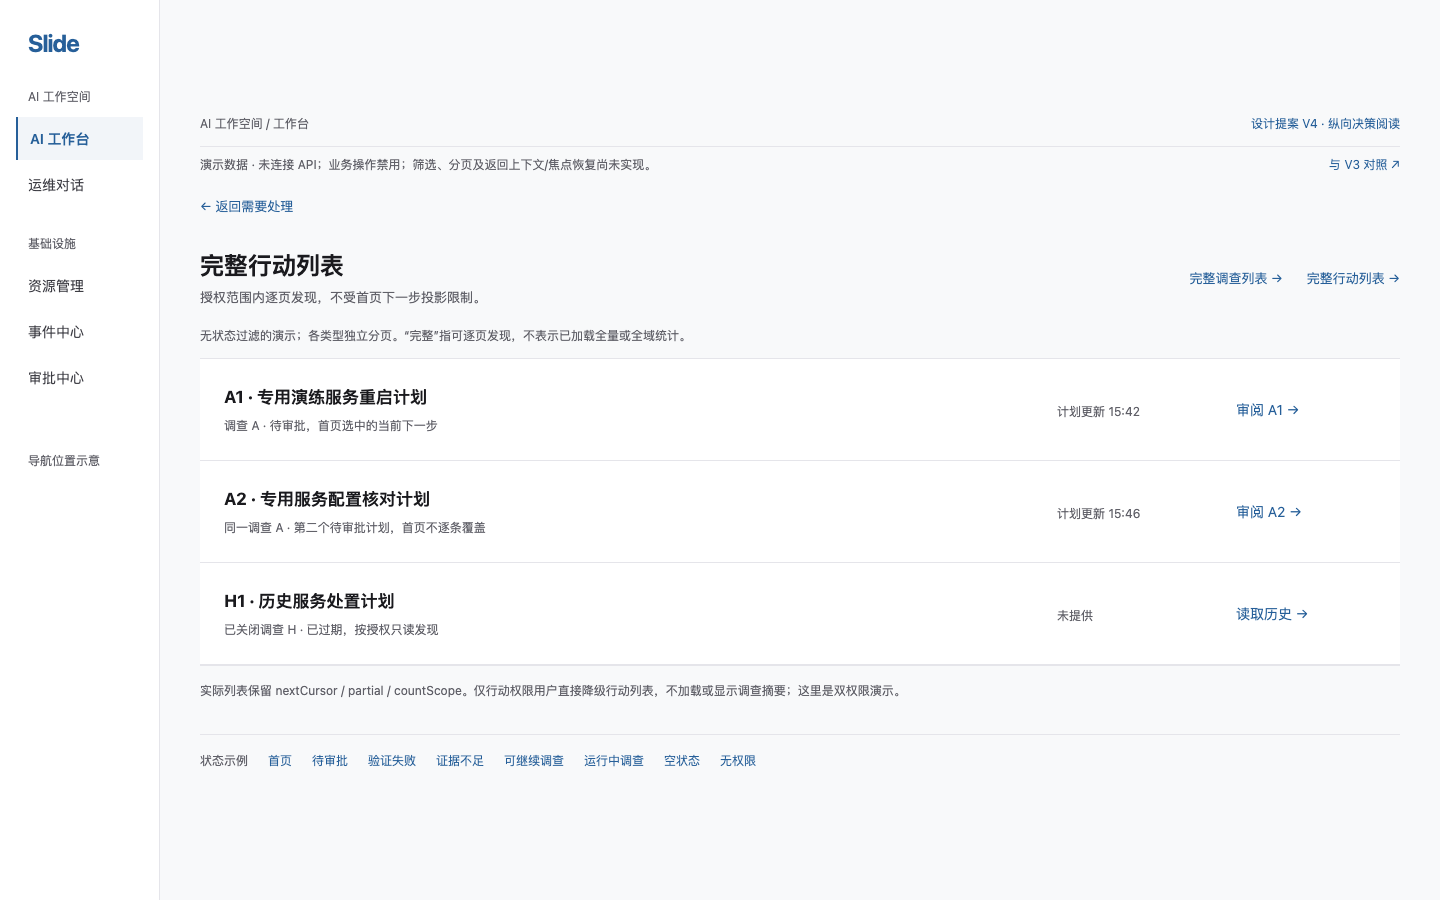 Slide
AI 工作空间
AI 工作台
运维对话
基础设施
资源管理
事件中心
审批中心
导航位置示意
AI 工作空间 / 工作台
设计提案 V4 · 纵向决策阅读
演示数据 · 未连接 API；业务操作禁用；筛选、分页及返回上下文/焦点恢复尚未实现。
与 V3 对照 ↗
← 返回需要处理
完整行动列表
授权范围内逐页发现，不受首页下一步投影限制。
完整调查列表 →
完整行动列表 →
无状态过滤的演示；各类型独立分页。“完整”指可逐页发现，不表示已加载全量或全域统计。
A1 · 专用演练服务重启计划
调查 A · 待审批，首页选中的当前下一步
计划更新 15:42
审阅 A1 →
A2 · 专用服务配置核对计划
同一调查 A · 第二个待审批计划，首页不逐条覆盖
计划更新 15:46
审阅 A2 →
H1 · 历史服务处置计划
已关闭调查 H · 已过期，按授权只读发现
未提供
读取历史 →
实际列表保留 nextCursor / partial / countScope。仅行动权限用户直接降级行动列表，不加载或显示调查摘要；这里是双权限演示。
状态示例 首页 待审批 验证失败 证据不足 可继续调查 运行中调查 空状态 无权限